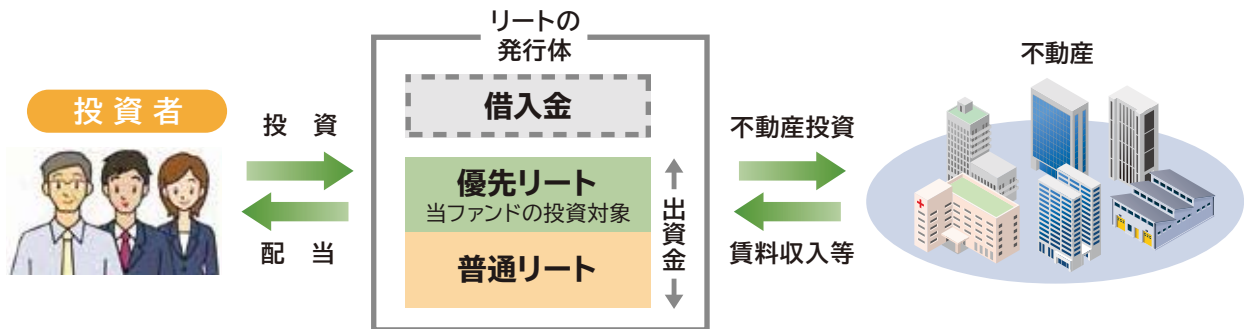 リートの
発行体
不動産
投資者
借入金
投 資
不動産投資
優先リート
当ファンドの投資対象
出資金
配 当
賃料収入等
普通リート